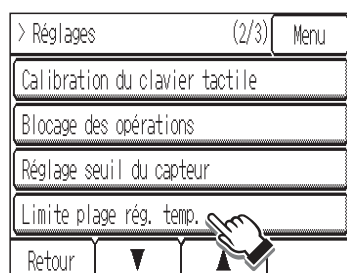 > Réglages (2/3) Menu
Calibration du clavier tactile
Blocage des opérations
Réglage seuil du capteur
Limite plage rég. temp.
Retour ▼ ▲